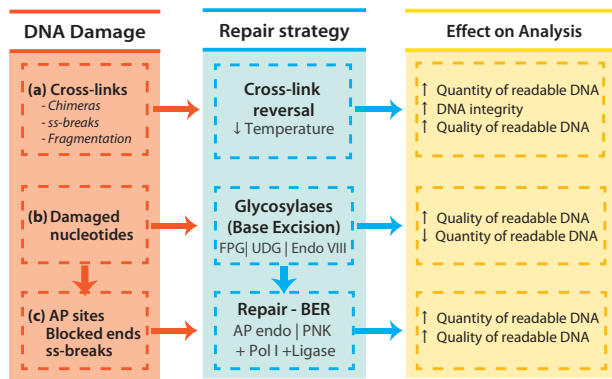 DNA Damage
Repair strategy
Effect on Analysis
(a) Cross-links
- Chimeras
- ss-breaks
- Fragmentation
Cross-link
reversal
↓ Temperature
↑ Quantity of readable DNA
↑ DNA integrity
↑ Quality of readable DNA
(b) Damaged
nucleotides
Glycosylases
(Base Excision)
FPG| UDG | Endo VIII
↑ Quality of readable DNA
↓ Quantity of readable DNA
(c) AP sites
Blocked ends
ss-breaks
Repair - BER
AP endo | PNK
+ Pol I +Ligase
↑ Quantity of readable DNA
↑ Quality of readable DNA